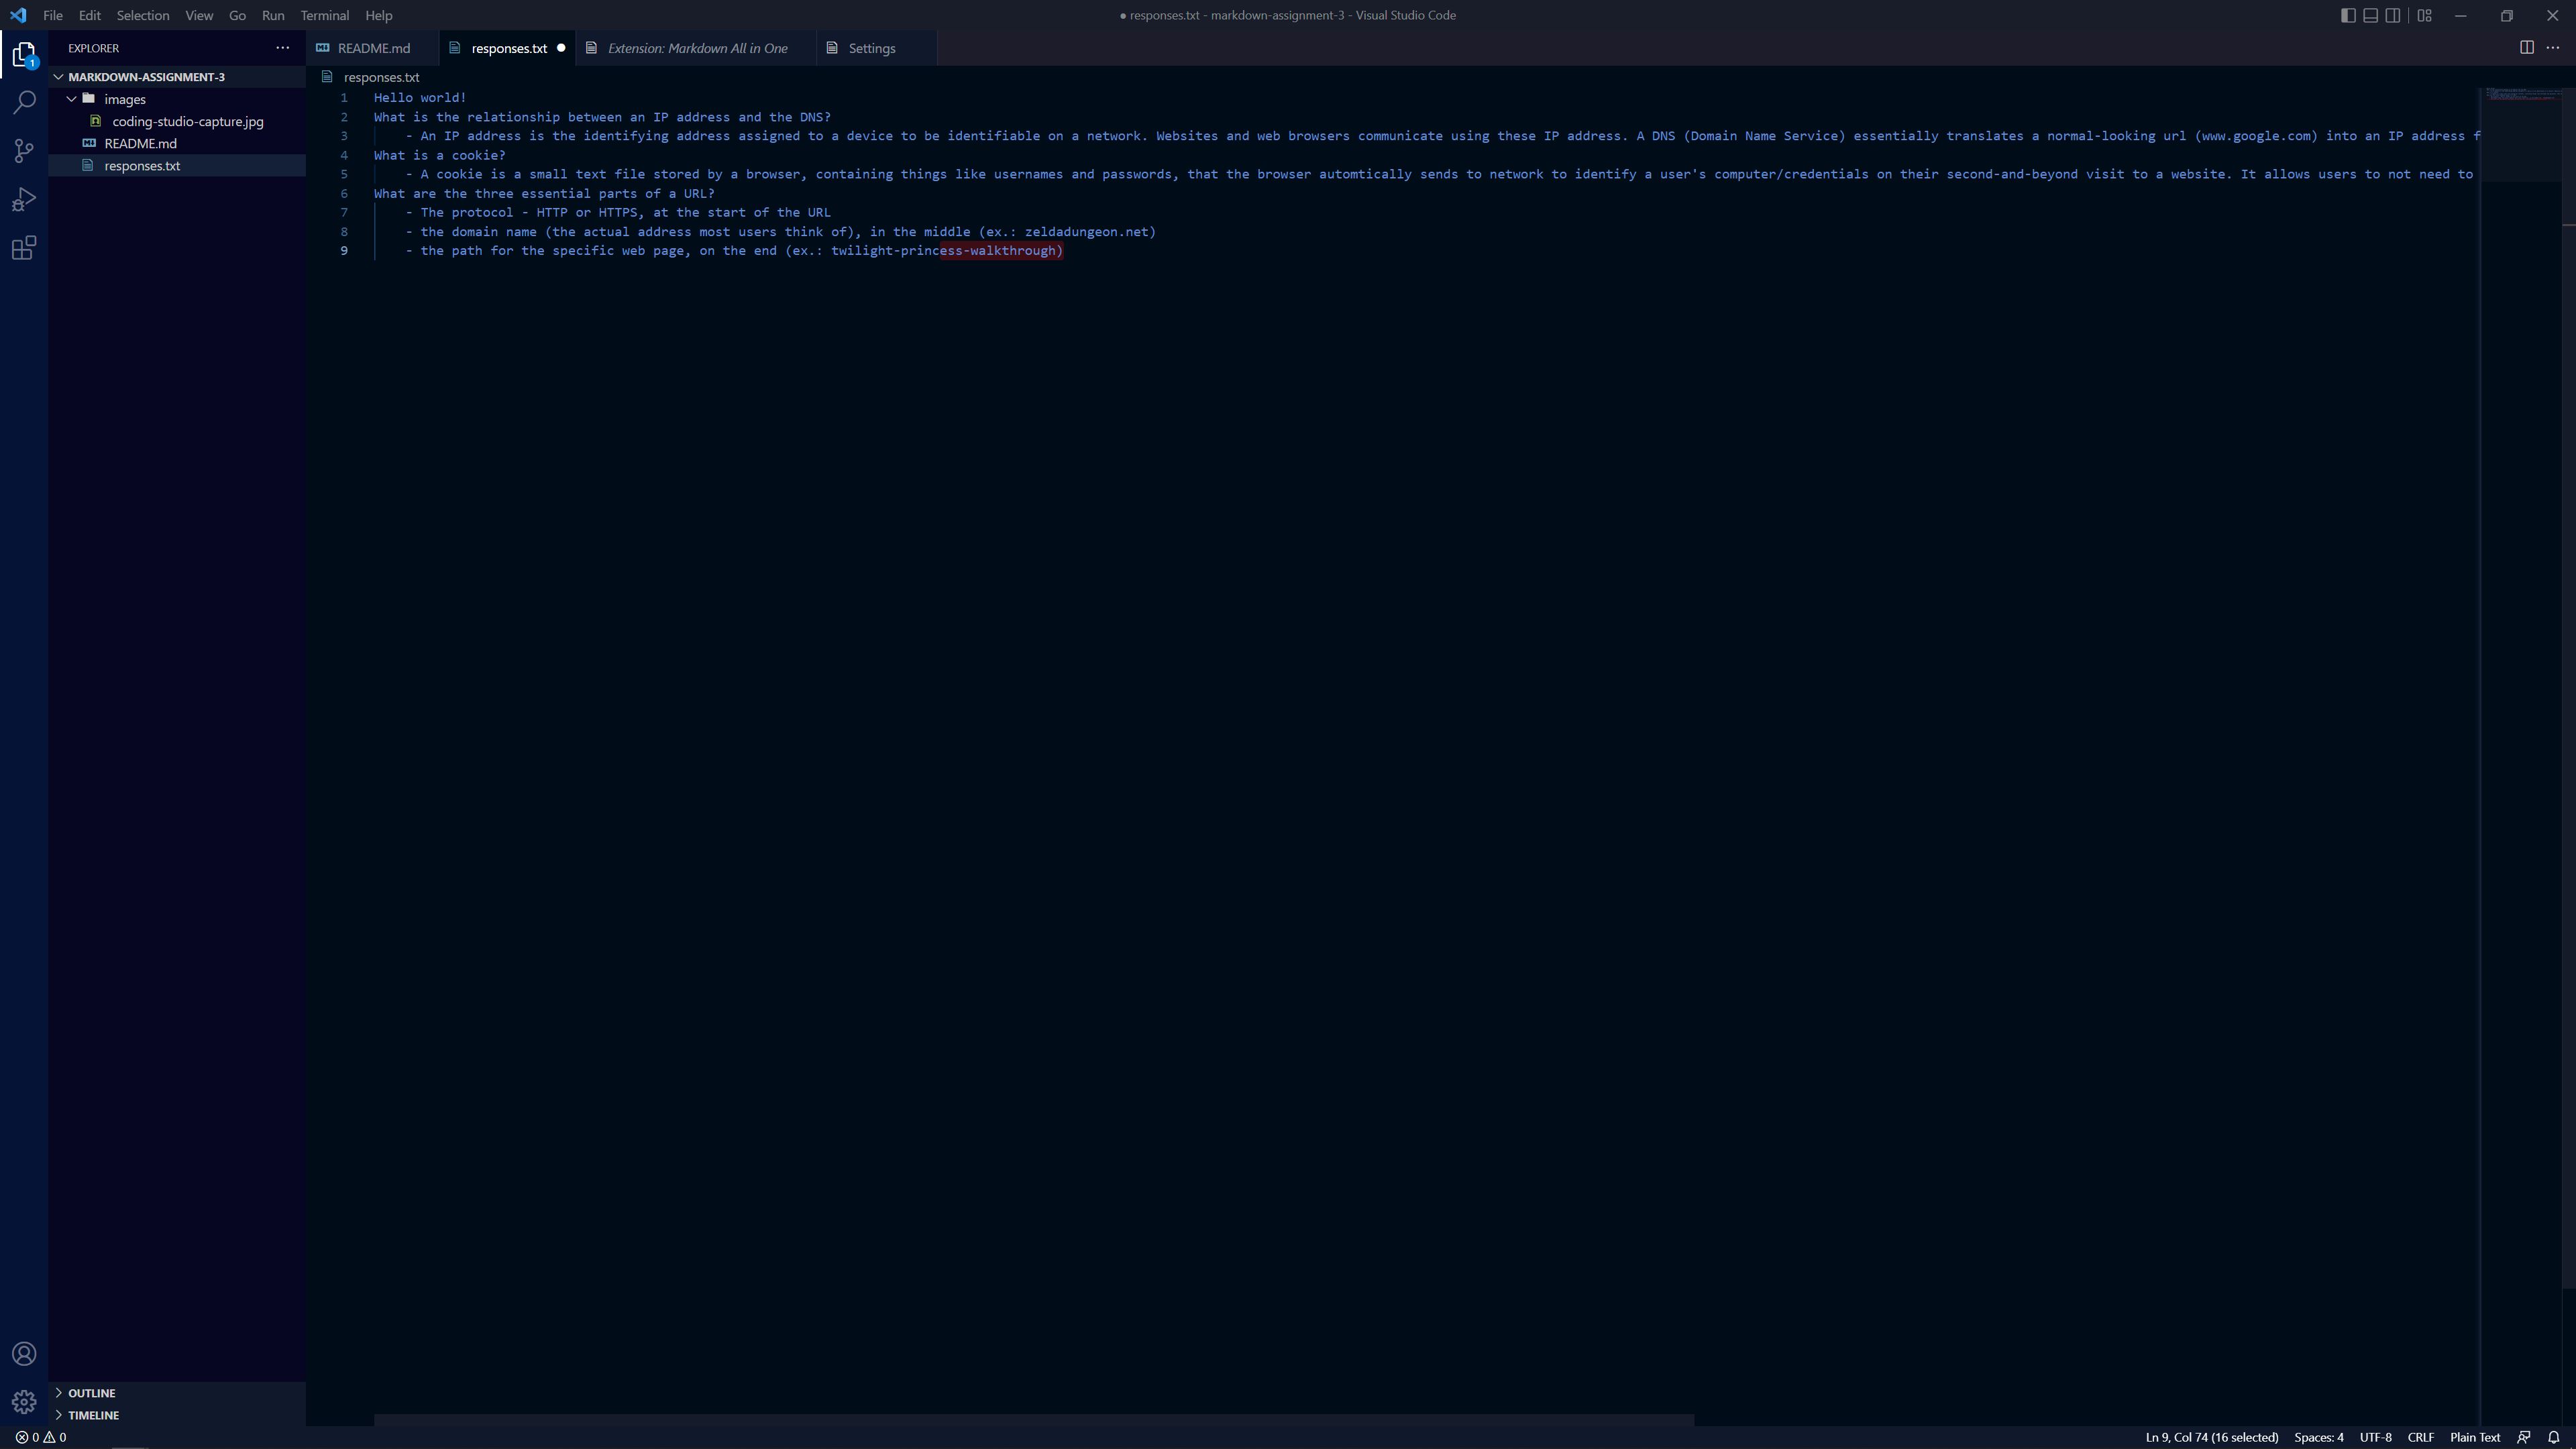 File Edit Selection View Go Run Terminal Help
● responses.txt - markdown-assignment-3 - Visual Studio Code
1
EXPLORER
README.md
responses.txt
Extension: Markdown All in One
Settings
MARKDOWN-ASSIGNMENT-3
images
coding-studio-capture.jpg
README.md
responses.txt
responses.txt
1 Hello world!
2 What is the relationship between an IP address and the DNS?
3 - An IP address is the identifying address assigned to a device to be identifiable on a network. Websites and web browsers communicate using these IP address. A DNS (Domain Name Service) essentially translates a normal-looking url (www.google.com) into an IP address f
4 What is a cookie?
5 - A cookie is a small text file stored by a browser, containing things like usernames and passwords, that the browser automtically sends to network to identify a user's computer/credentials on their second-and-beyond visit to a website. It allows users to not need to
6 What are the three essential parts of a URL?
7 - The protocol - HTTP or HTTPS, at the start of the URL
8 - the domain name (the actual address most users think of), in the middle (ex.: zeldadungeon.net)
9 - the path for the specific web page, on the end (ex.: twilight-princess-walkthrough)
OUTLINE
TIMELINE
0 0
Ln 9, Col 74 (16 selected) Spaces: 4 UTF-8 CRLF Plain Text